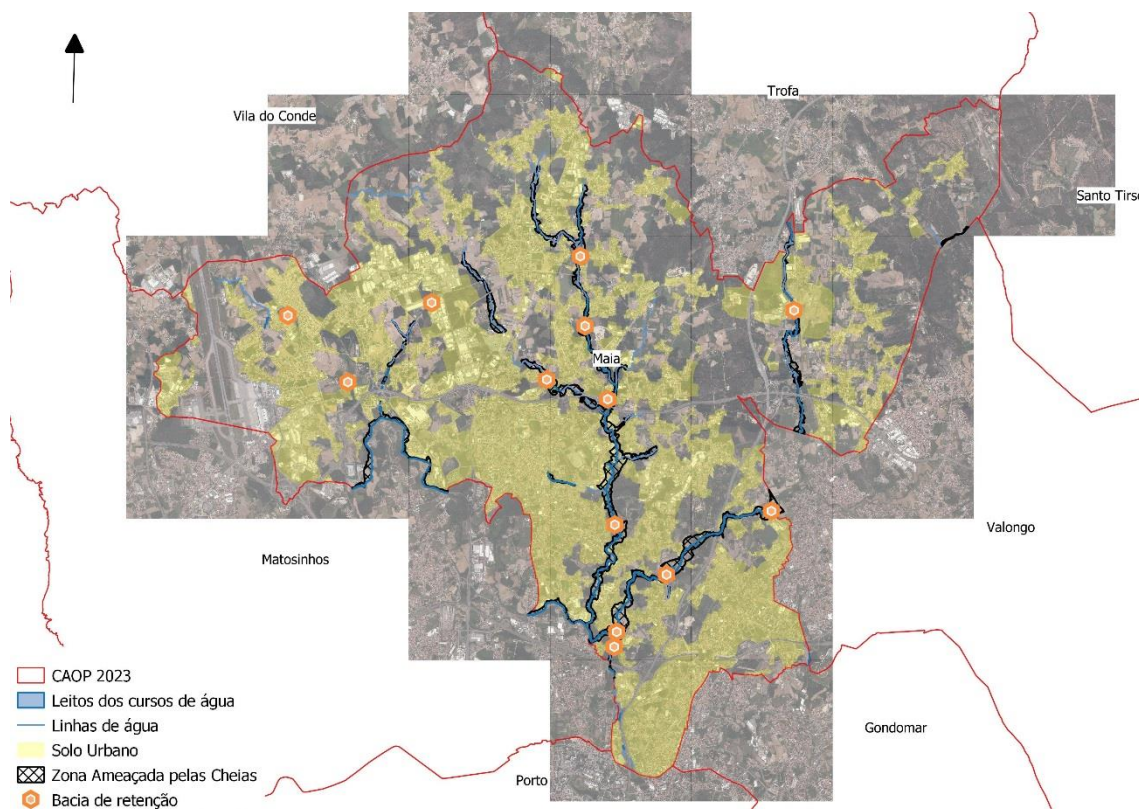 Trofa
Vila do Conde
Santo Tirso
Maia
Valongo
Matosinhos
Gondomar
Porto
CAOP 2023
Leitos dos cursos de água
Linhas de água
Solo Urbano
Zona Ameaçada pelas Cheias
Bacia de retenção